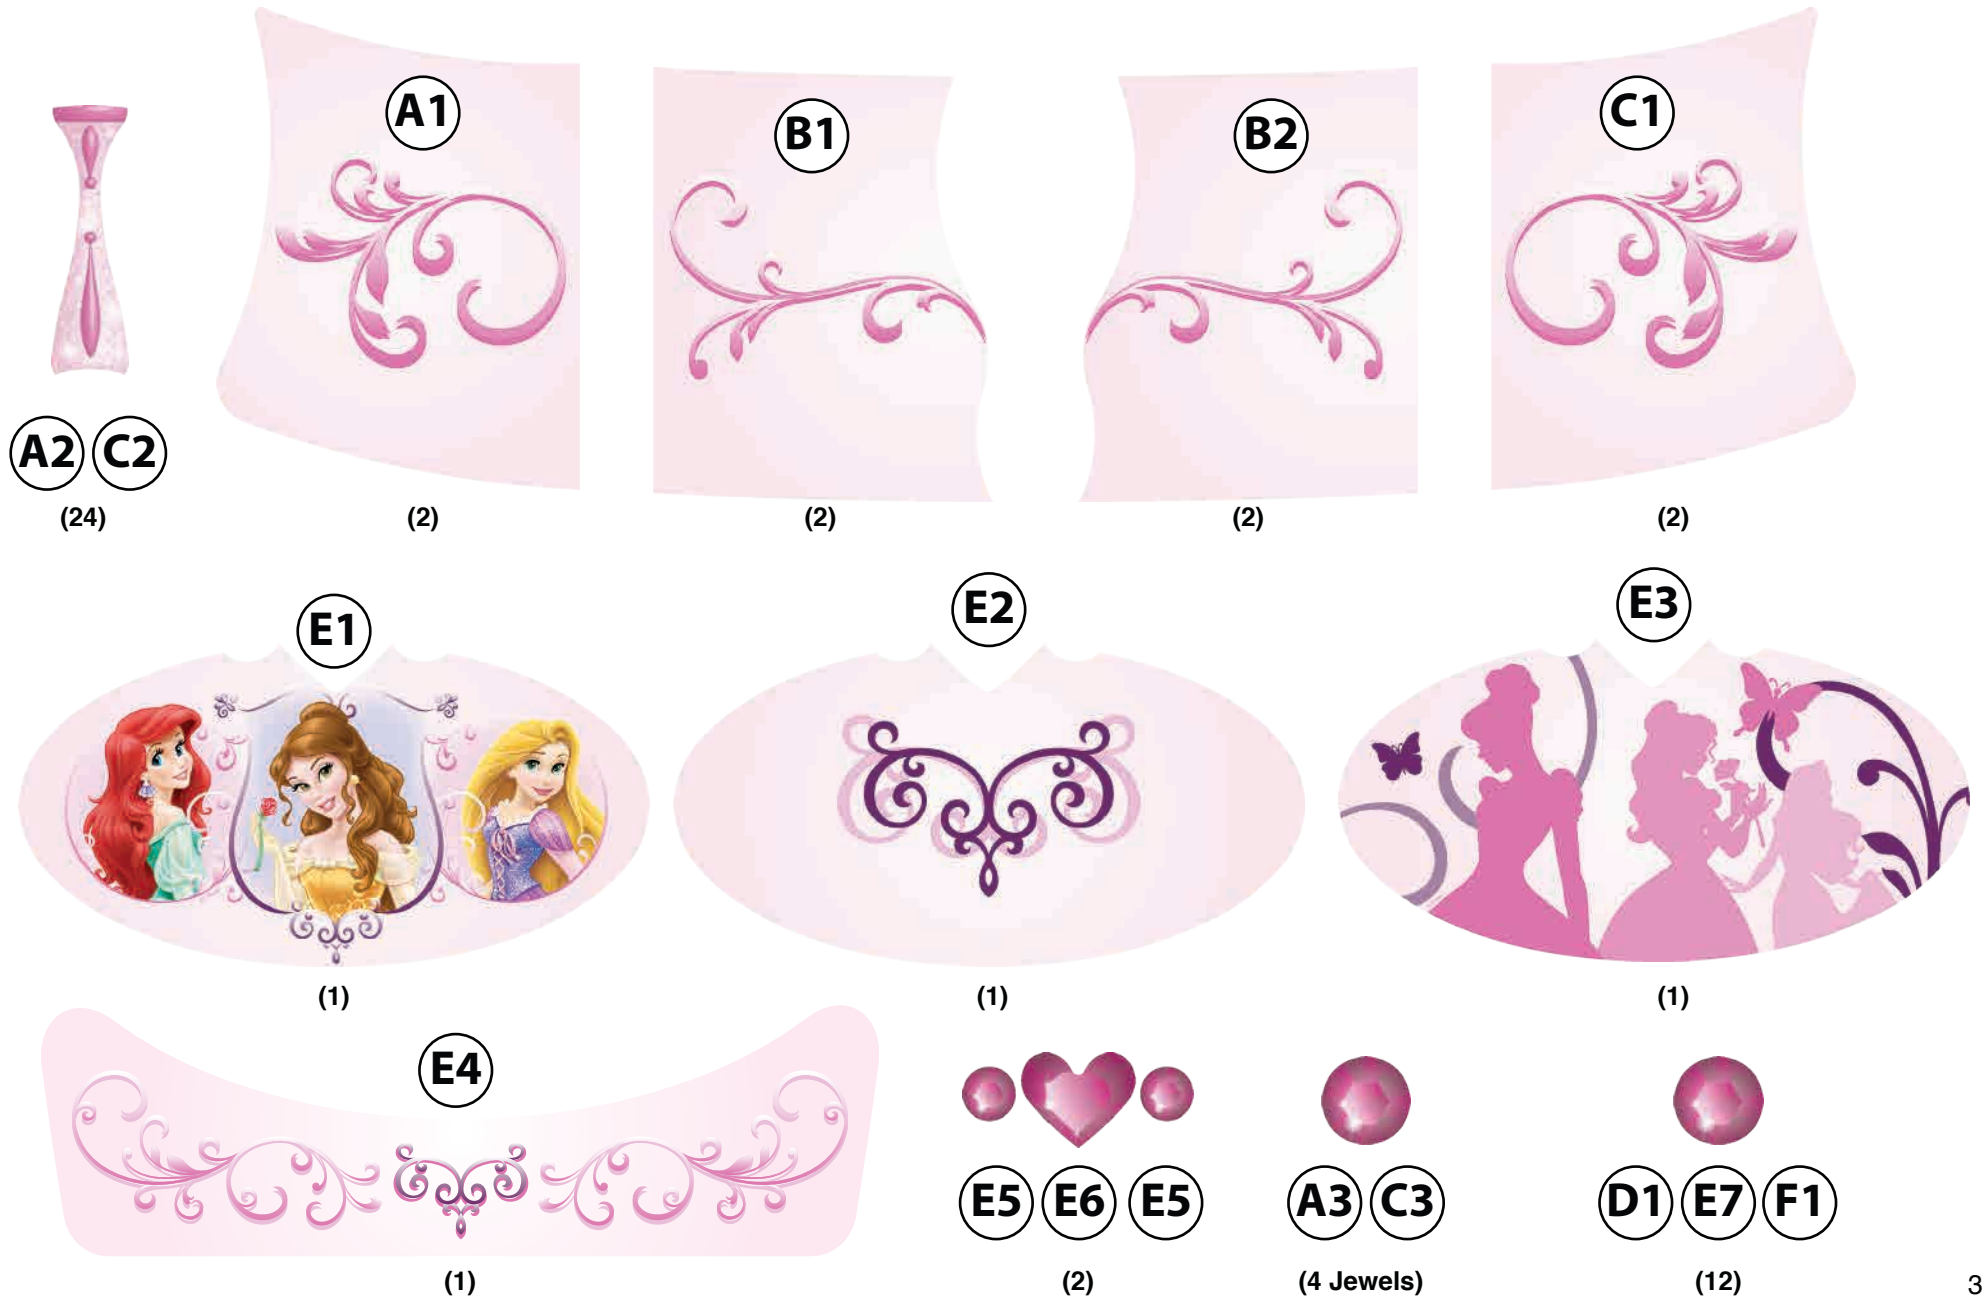 A1
B1
B2
C1
A2 C2
(24)
(2)
(2)
(2)
(2)
E1
E2
E3
(1)
(1)
(1)
E4
E5 E6 E5
A3 C3
D1 E7 F1
(1)
(2)
(4 Jewels)
(12)
3